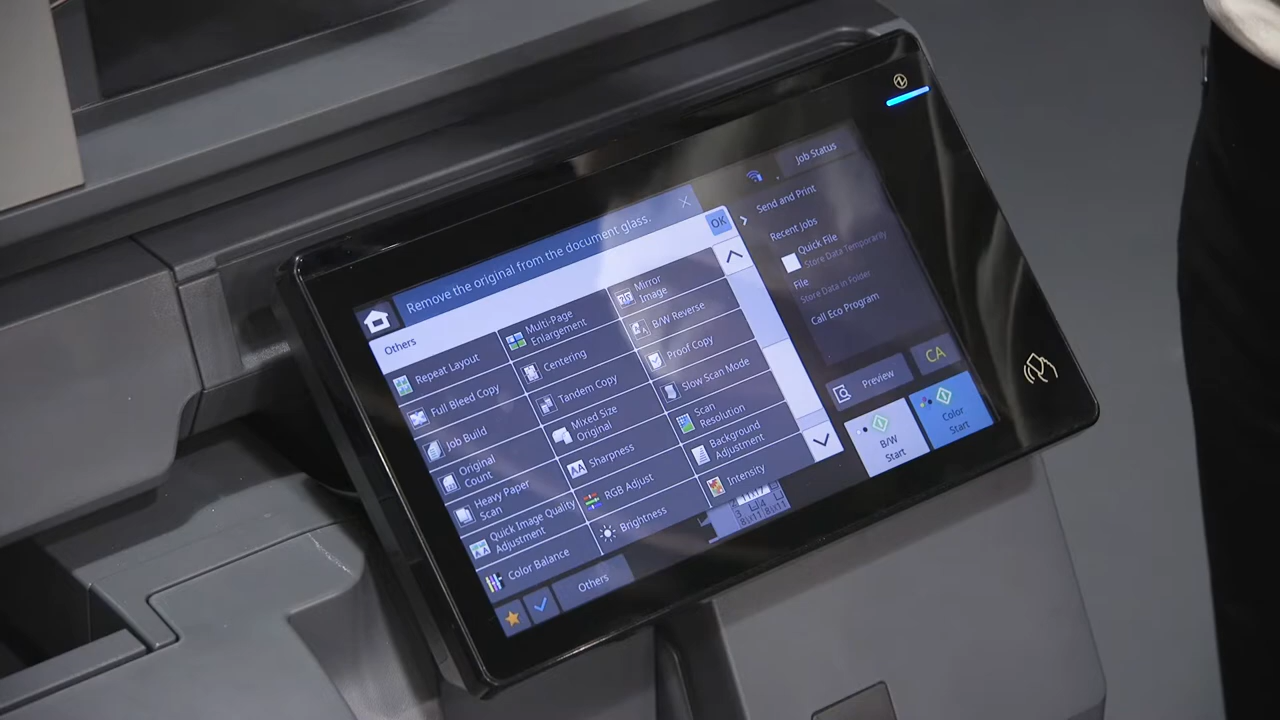 Job Status
Remove the original from the document glass.
OK
Send and Print
Recent Jobs
Quick File
Store Data Temporarily
File
Store Data in Folder
Call Eco Program
Others
Repeat Layout
Multi-Page
Enlargement
Mirror
Image
Full Bleed Copy
Centering
B/W Reverse
Job Build
Tandem Copy
Proof Copy
Original
Count
Mixed Size
Original
Slow Scan Mode
Heavy Paper
Scan
Sharpness
Scan
Resolution
Quick Image Quality
Adjustment
RGB Adjust
Background
Adjustment
Color Balance
Brightness
Intensity
Preview
CA
B/W
Start
Color
Start
Others